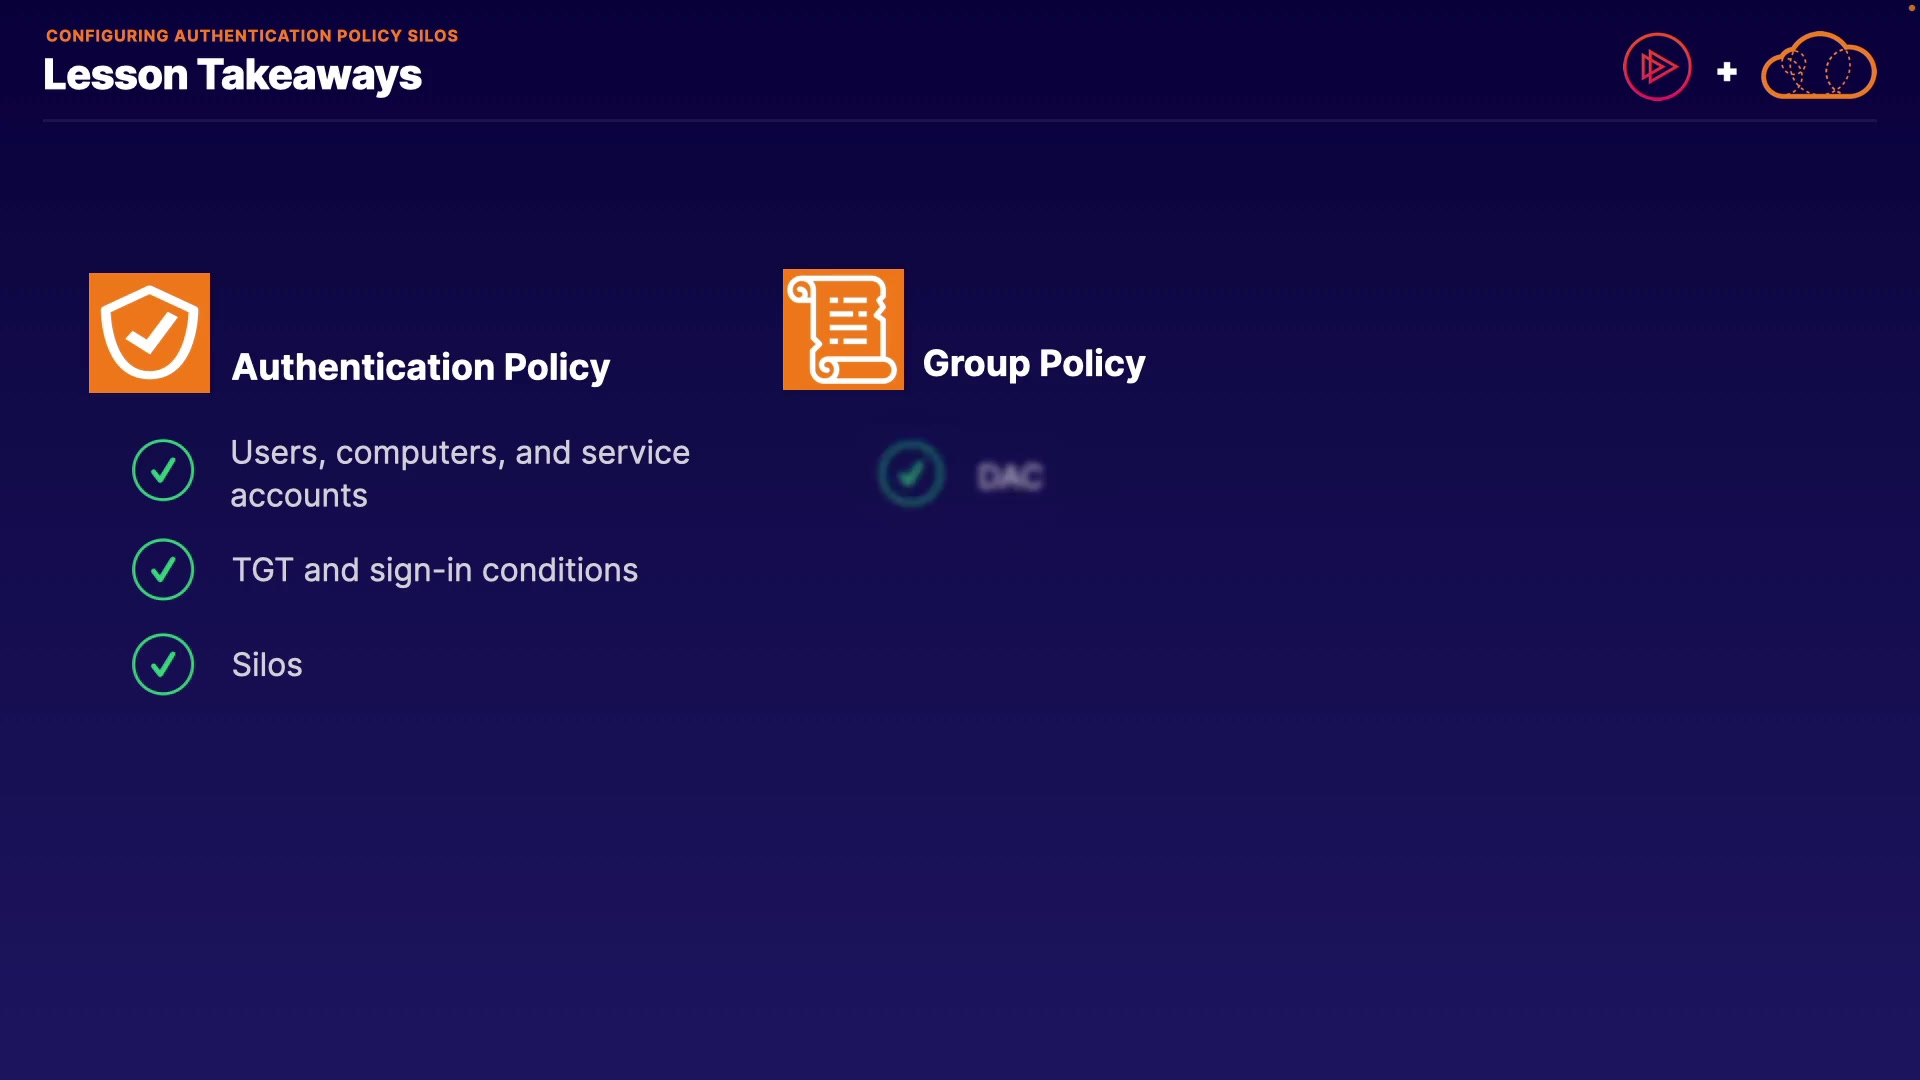 CONFIGURING AUTHENTICATION POLICY SILOS
Lesson Takeaways
Authentication Policy
Users, computers, and service
accounts
TGT and sign-in conditions
Silos
Group Policy
DAC